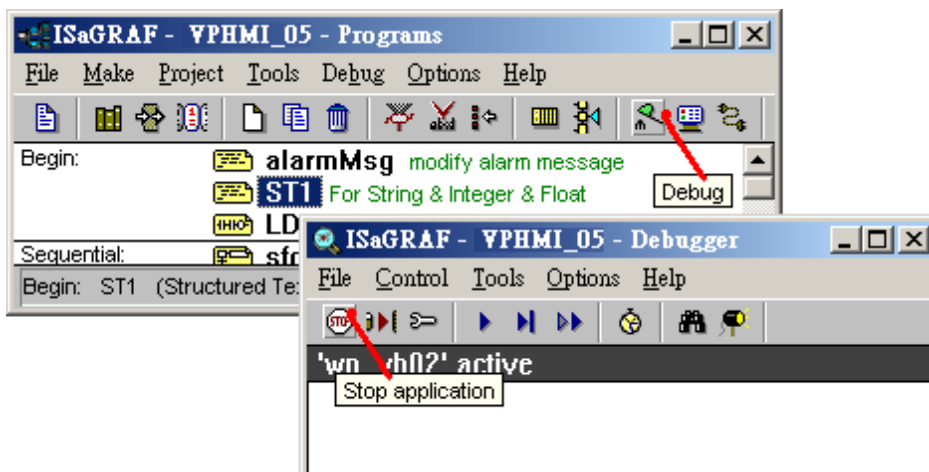 ISaGRAF - VPHMI_05 - Programs
File Make Project Tools Debug Options Help
Begin: alarmMsg modify alarm message
ST1 For String & Integer & Float
Debug
LD
Sequential: sfc
Begin: ST1 (Structured Te
ISaGRAF - VPHMI_05 - Debugger
File Control Tools Options Help
STOP
active
Stop application